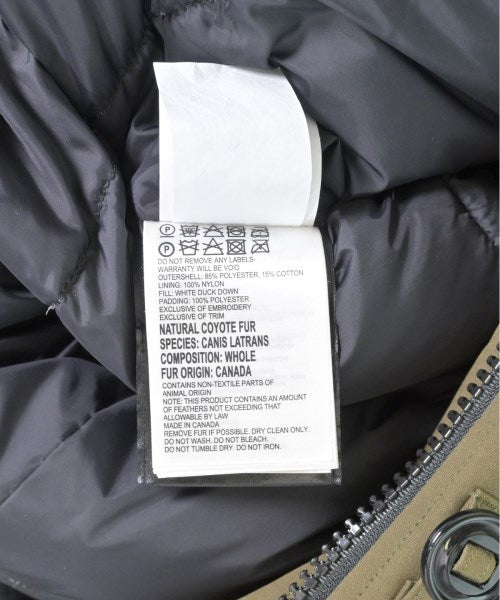 DO NOT REMOVE ANY LABELS-
WARRANTY WILL BE VOID
OUTERSHELL: 85% POLYESTER, 15% COTTON
LINING: 100% NYLON
FILL: WHITE DUCK DOWN
PADDING: 100% POLYESTER
EXCLUSIVE OF EMBROIDERY
EXCLUSIVE OF TRIM
NATURAL COYOTE FUR
SPECIES: CANIS LATRANS
COMPOSITION: WHOLE
FUR ORIGIN: CANADA
CONTAINS NON-TEXTILE PARTS OF
ANIMAL ORIGIN
NOTE: THIS PRODUCT CONTAINS AN AMOUNT
OF FEATHERS NOT EXCEEDING THAT
ALLOWABLE BY LAW
MADE IN CANADA
REMOVE FUR IF POSSIBLE. DRY CLEAN ONLY.
DO NOT WASH. DO NOT BLEACH.
DO NOT TUMBLE DRY. DO NOT IRON.